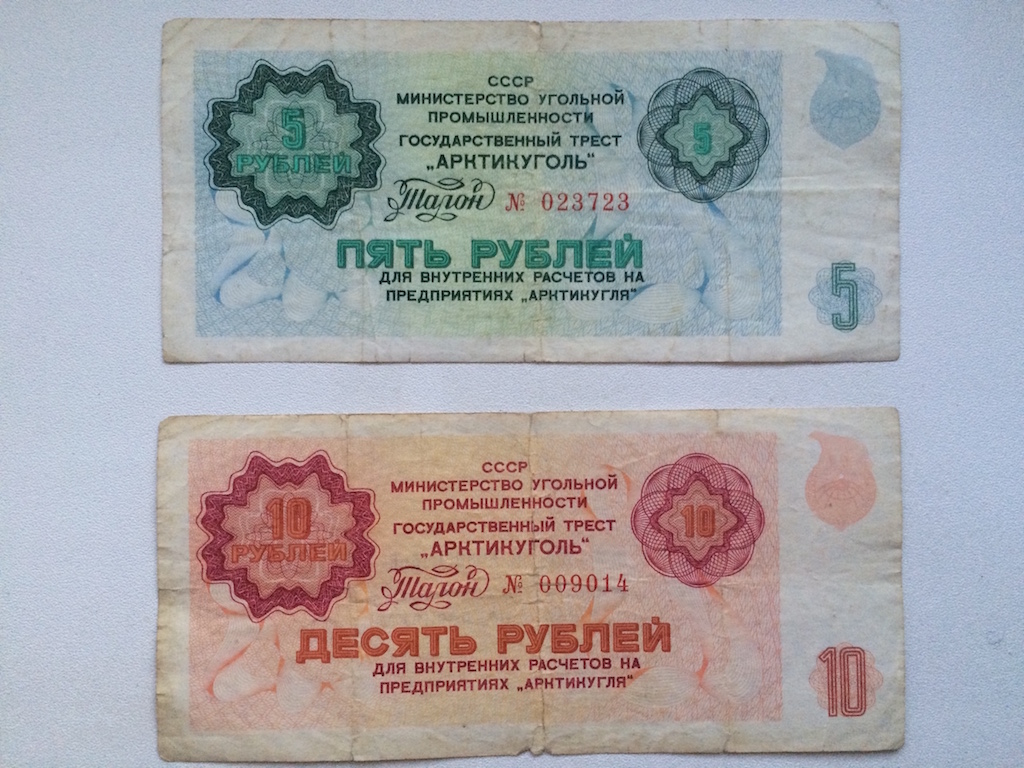 5
РУБЛЕЙ
СССР
МИНИСТЕРСТВО УГОЛЬНОЙ
ПРОМЫШЛЕННОСТИ
ГОСУДАРСТВЕННЫЙ ТРЕСТ
„АРКТИКУГОЛЬ“
Талон № 023723
5
ПЯТЬ РУБЛЕЙ
ДЛЯ ВНУТРЕННИХ РАСЧЕТОВ НА
ПРЕДПРИЯТИЯХ „АРКТИКУГЛЯ“
5
10
РУБЛЕЙ
СССР
МИНИСТЕРСТВО УГОЛЬНОЙ
ПРОМЫШЛЕННОСТИ
ГОСУДАРСТВЕННЫЙ ТРЕСТ
„АРКТИКУГОЛЬ“
Талон № 009014
10
ДЕСЯТЬ РУБЛЕЙ
ДЛЯ ВНУТРЕННИХ РАСЧЕТОВ НА
ПРЕДПРИЯТИЯХ „АРКТИКУГЛЯ“
10